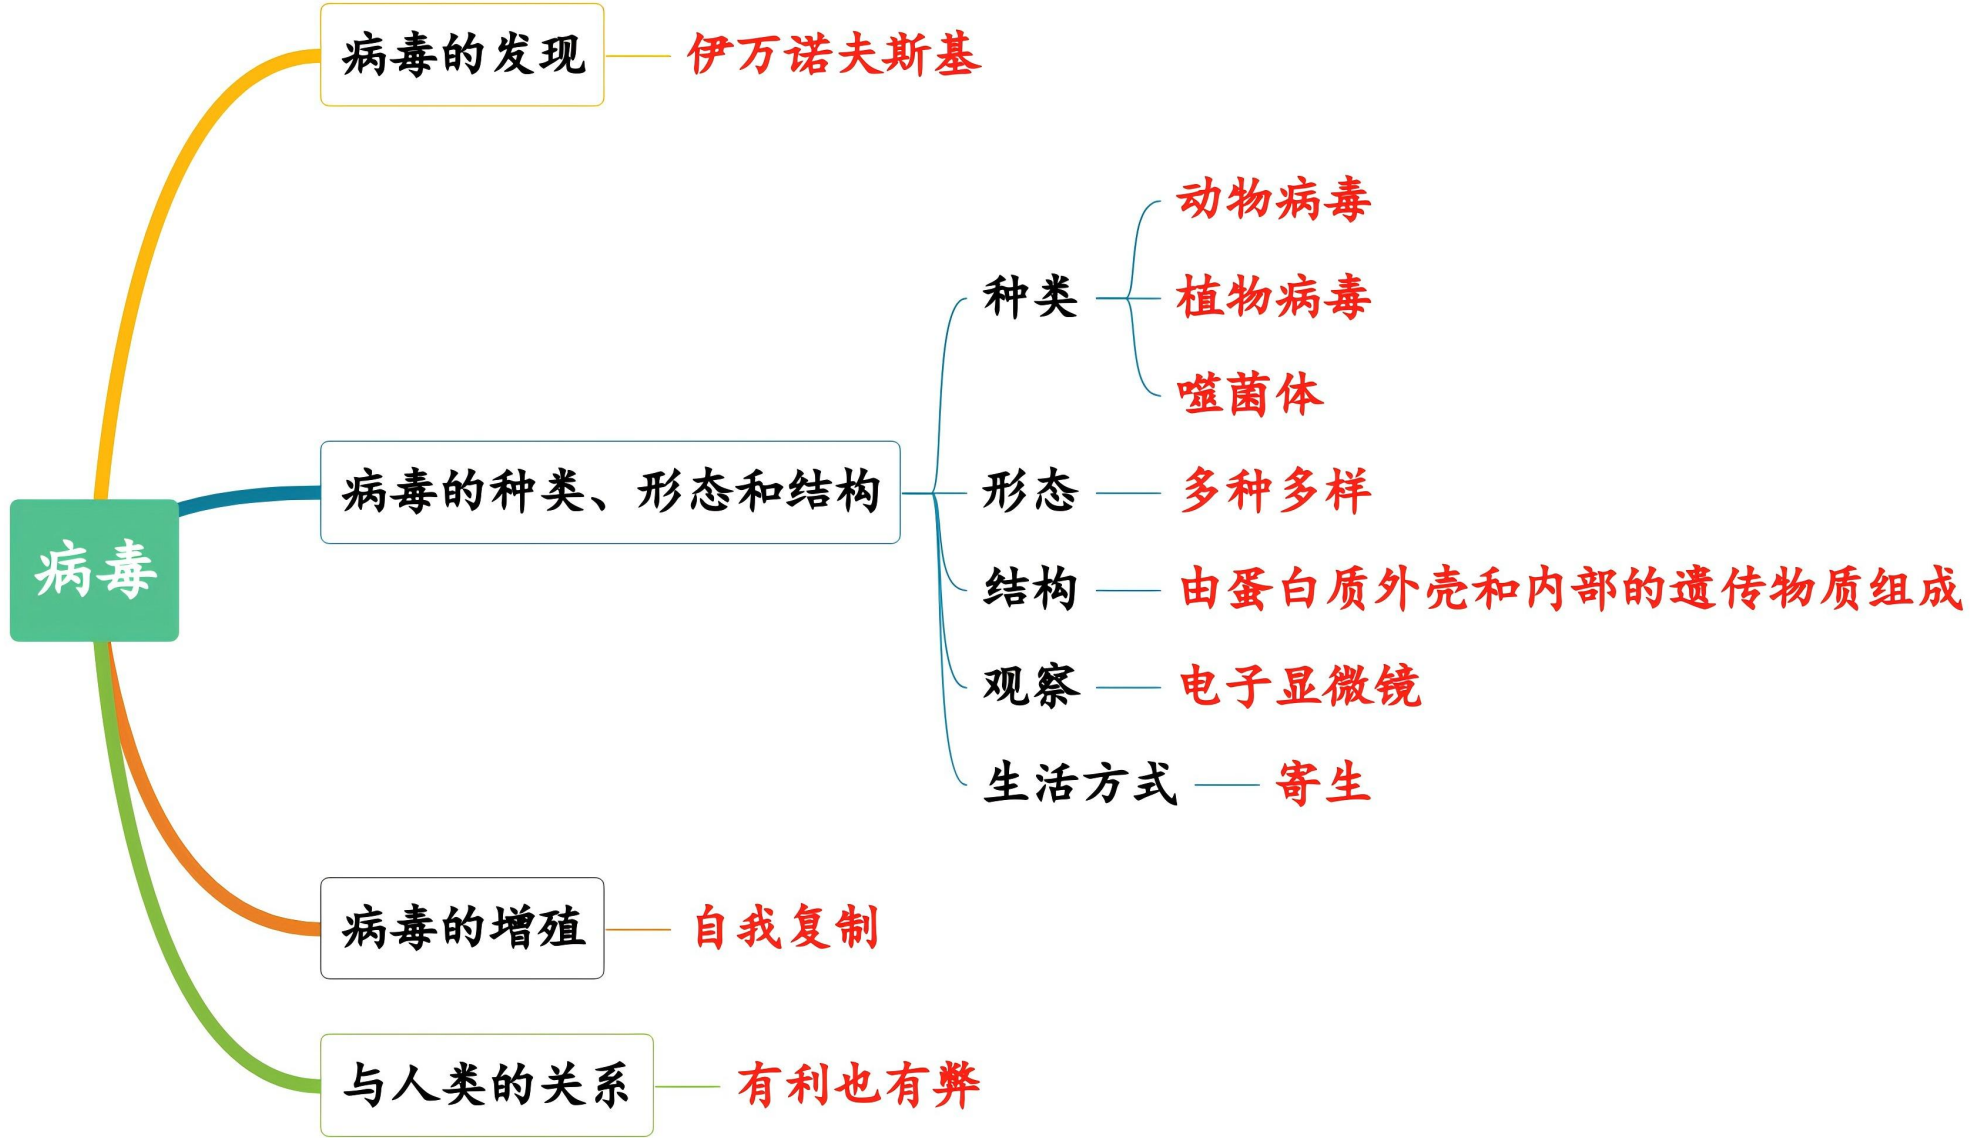 病毒的发现
伊万诺夫斯基
动物病毒
种类
植物病毒
噬菌体
病毒的种类、形态和结构
形态
多种多样
病毒
结构
由蛋白质外壳和内部的遗传物质组成
观察
电子显微镜
生活方式
寄生
病毒的增殖
自我复制
与人类的关系
有利也有弊